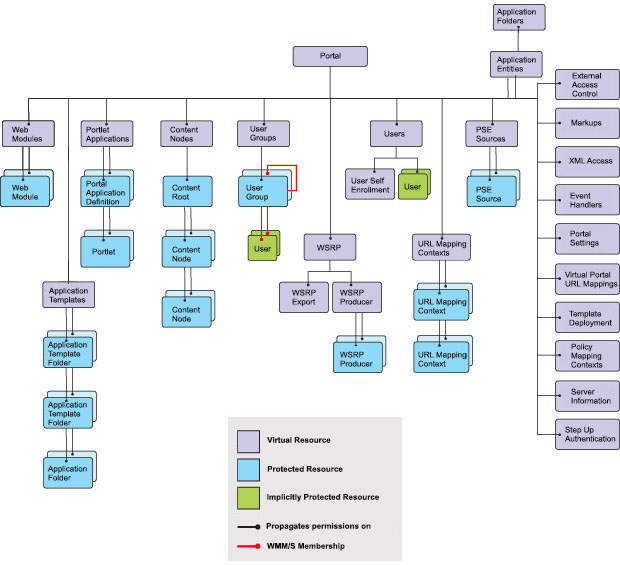 Application
Folders
Portal
Application
Entities
External
Access
Control
Web
Modules
Portlet
Applications
Content
Nodes
User
Groups
Users
PSE
Sources
Markups
XML Access
Web
Module
Portal
Application
Definition
Content
Root
User
Group
User Self
Enrollment
User
PSE
Source
Event
Handlers
Portlet
Content
Node
User
WSRP
URL Mapping
Contexts
Portal
Settings
Virtual Portal
URL Mappings
Application
Templates
Content
Node
WSRP
Export
WSRP
Producer
URL Mapping
Context
Template
Deployment
Application
Template
Folder
WSRP
Producer
URL Mapping
Context
Policy
Mapping
Contexts
Application
Template
Folder
Server
Information
Step Up
Authentication
Application
Folder
Virtual Resource
Protected Resource
Implicitly Protected Resource
Propagates permissions on
WMM/S Membership